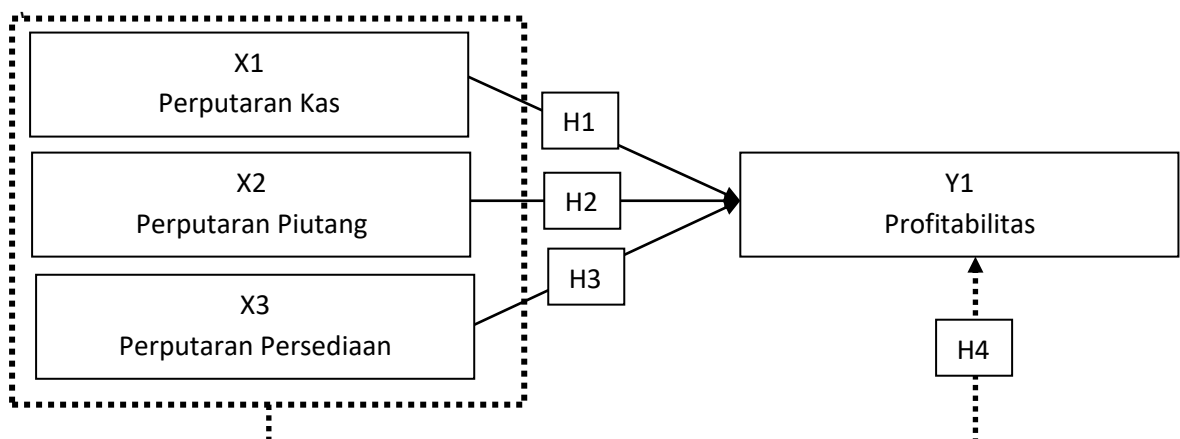 X1
Perputaran Kas
H1
X2
Perputaran Piutang
H2
Y1
Profitabilitas
X3
Perputaran Persediaan
H3
H4